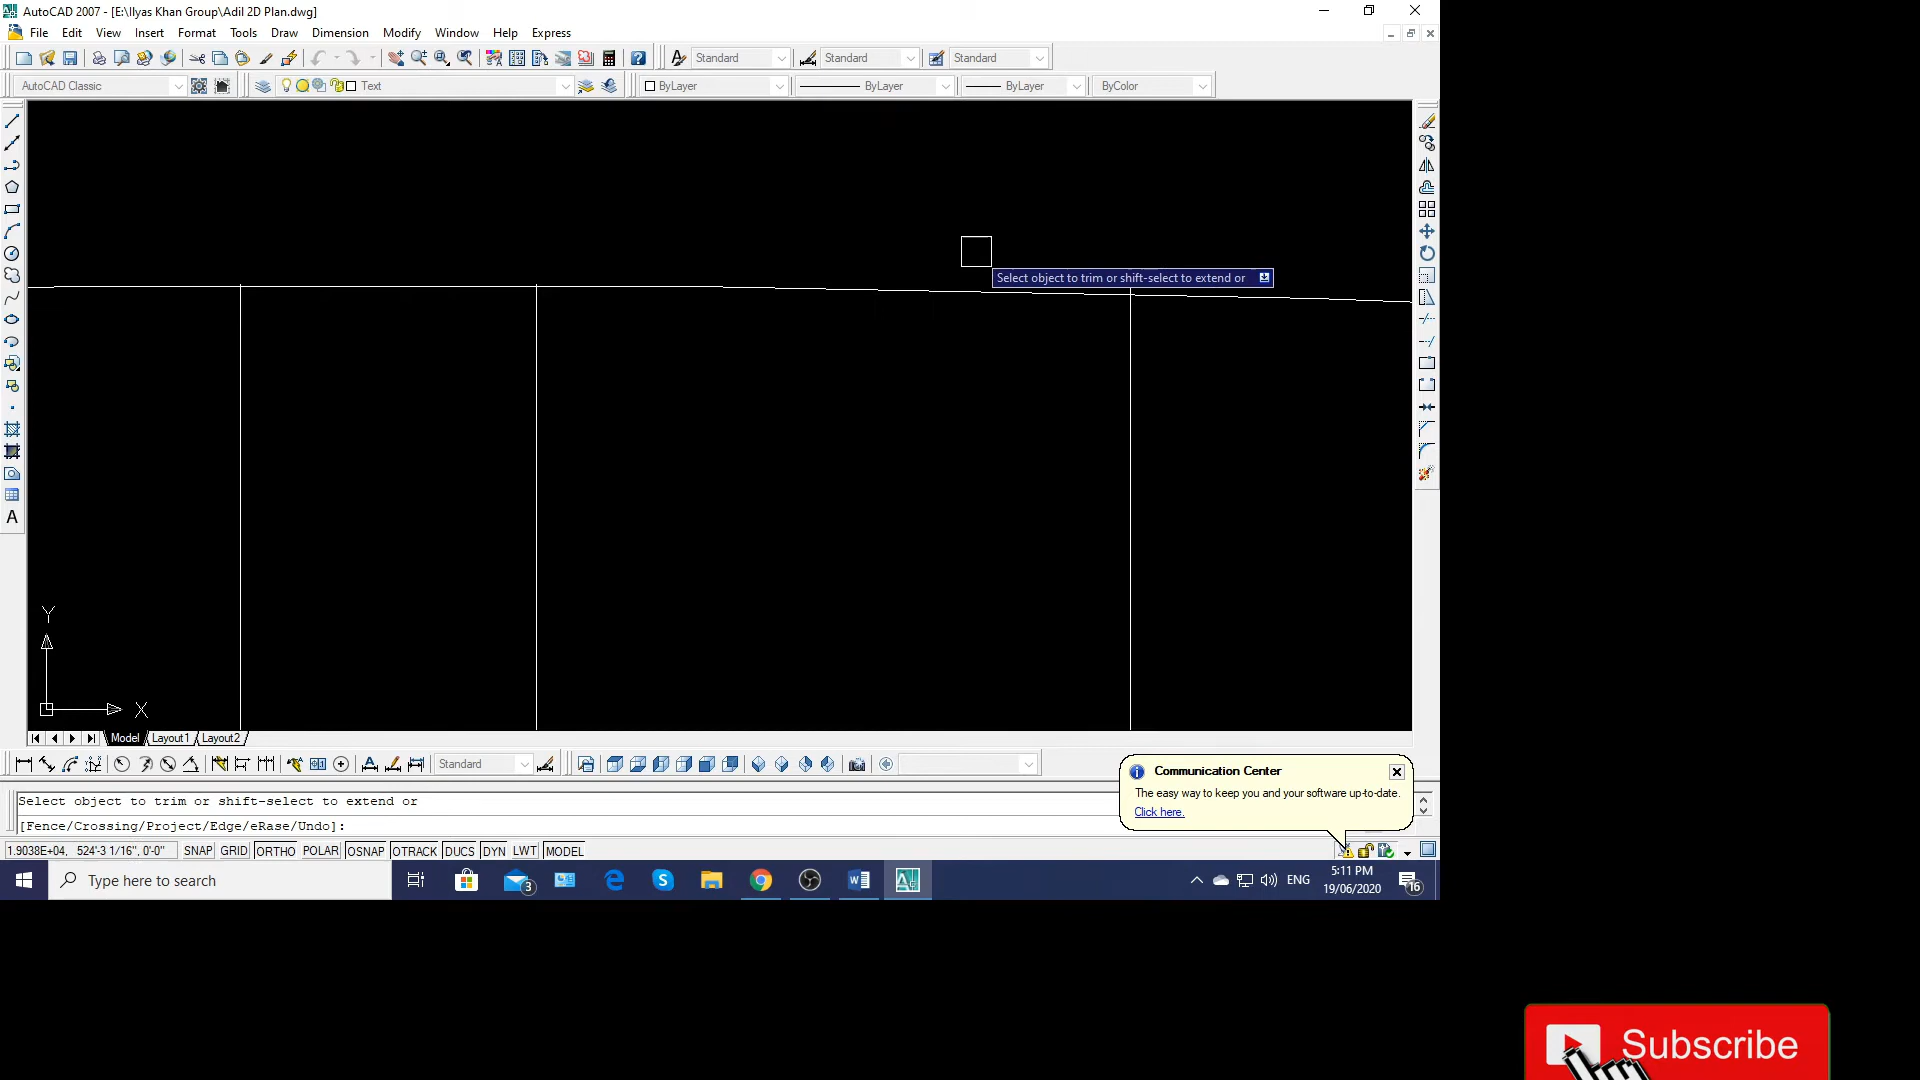 AutoCAD 2007 - [E:\Ilyas Khan Group\Adil 2D Plan.dwg]
File Edit View Insert Format Tools Draw Dimension Modify Window Help Express
Standard Standard Standard
AutoCAD Classic Text ByLayer ByLayer ByLayer ByColor
Select object to trim or shift-select to extend or
Y
X
Model Layout1 Layout2
A
Standard
Communication Center
The easy way to keep you and your software up-to-date.
Click here.
Select object to trim or shift-select to extend or
[Fence/Crossing/Project/Edge/eRase/Undo]:
1.9038E+04, 524'-3 1/16", 0'-0" SNAP GRID ORTHO POLAR OSNAP OTRACK DUCS DYN LWT MODEL
Type here to search 3 ENG 5:11 PM 19/06/2020 16
Subscribe